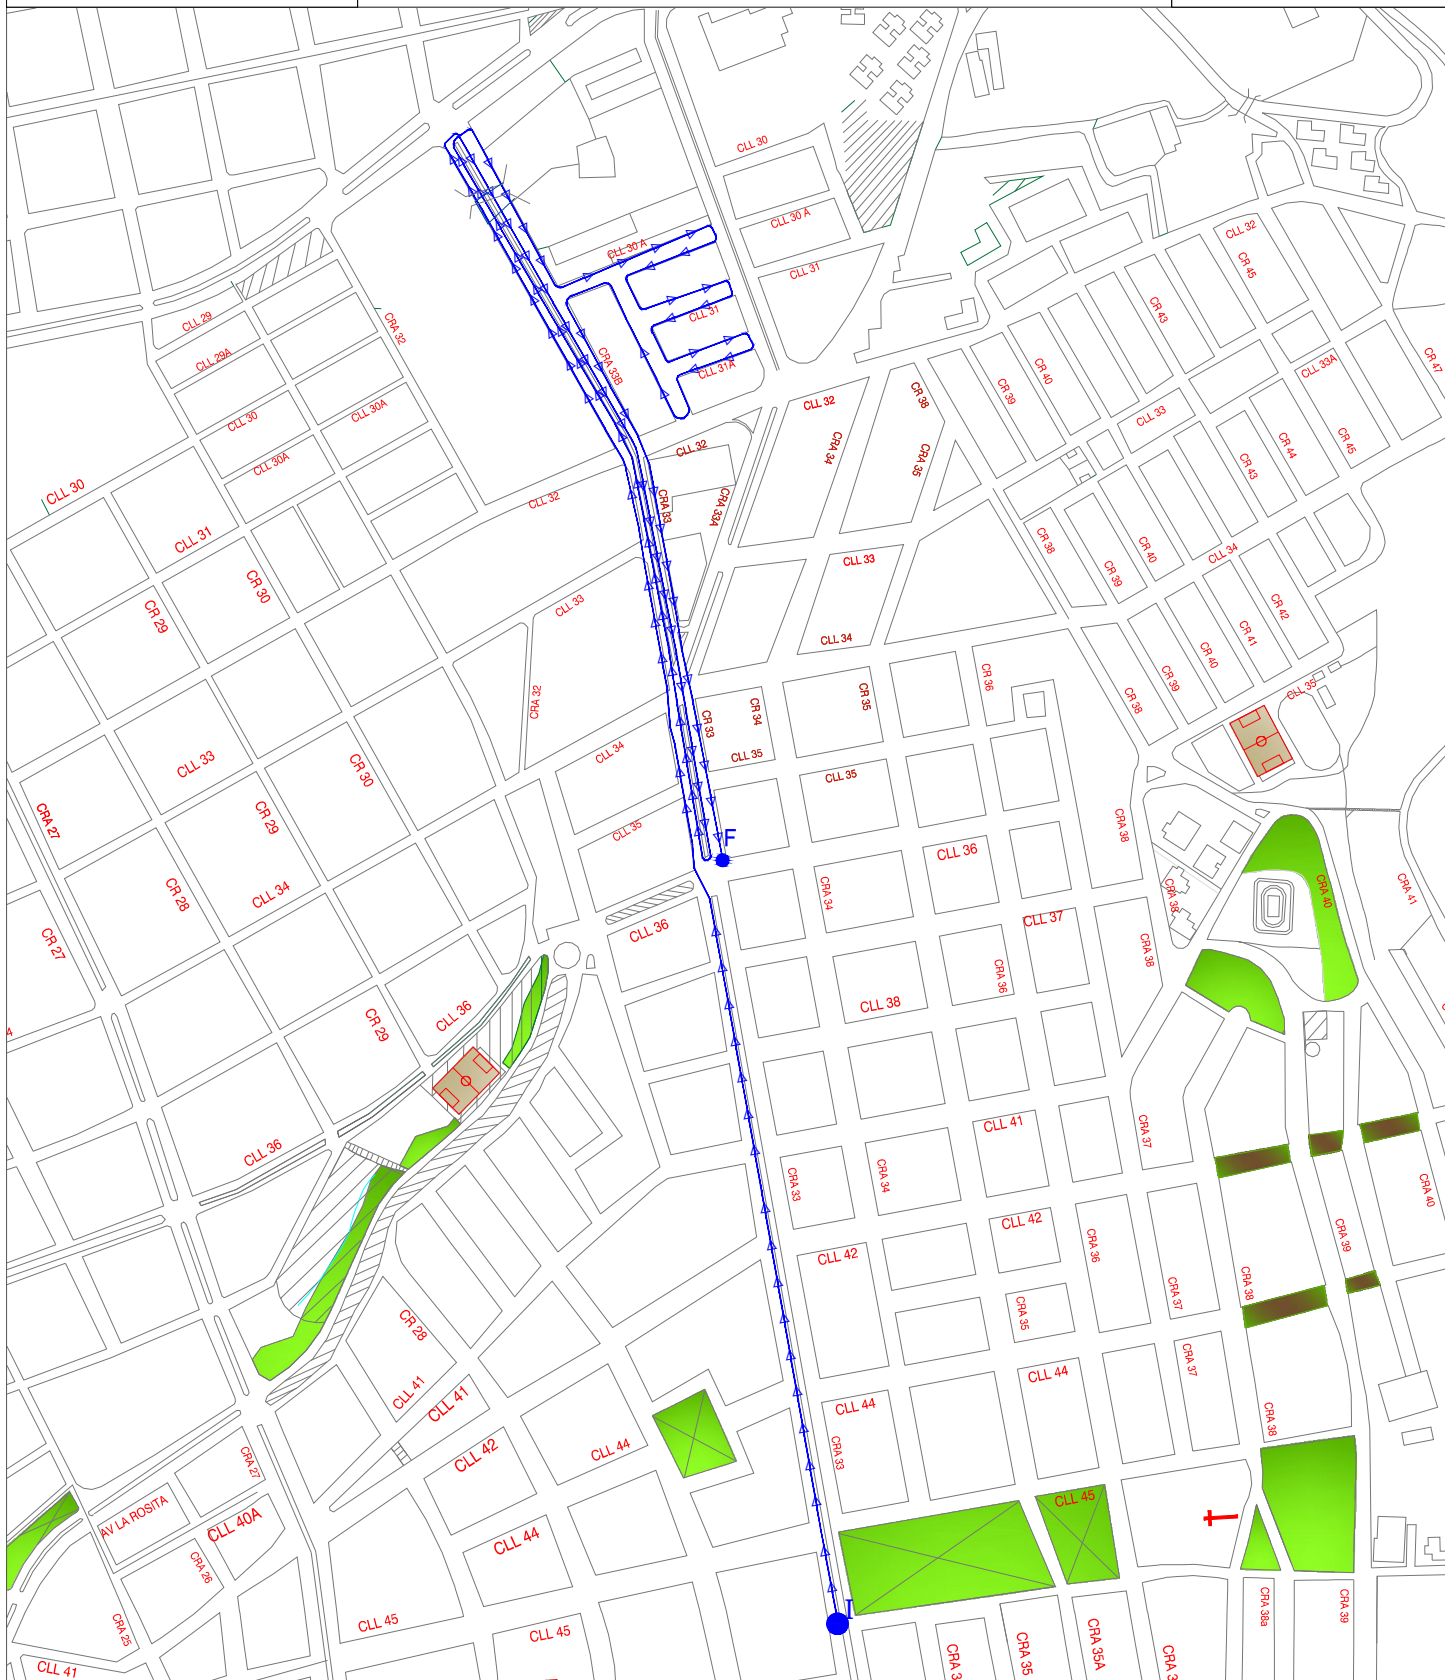 CLL 30
CLL 30 A
CLL 32
CLL 30 A
CR 45
CLL 31
CLL 31
CR 43
CLL 29
CRA 32
CLL 29A
CRA 33B
CLL 31A
CR 40
CLL 33A
CR 47
CR 39
CR 38
CLL 32
CLL 30
CLL 30A
CLL 33
CLL 32
CRA 34
CR 44
CR 45
CLL 30A
CRA 35
CR 43
CLL 30
CLL 32
CRA 33
CRA 33A
CLL 31
CR 38
CR 40
CLL 34
CLL 33
CR 39
CR 30
CR 29
CLL 33
CR 42
CLL 34
CR 41
CR 40
CR 39
CR 36
CLL 35
CRA 32
CR 35
CR 38
CR 34
CR 33
CLL 34
CLL 35
CLL 33
CR 30
CLL 35
CRA 27
CR 29
CLL 35
CRA 38
F
CLL 36
CR 28
CLL 34
CRA 34
CRA 38
CRA 40
CRA 41
CLL 37
CLL 36
CR 27
CRA 38
CRA 36
CLL 38
CLL 36
CR 29
4
CLL 41
CRA 37
CLL 36
CRA 33
CRA 34
CRA 40
CLL 42
CRA 39
CRA 36
CLL 42
CRA 38
CRA 37
CRA 35
CR 28
CRA 37
CLL 44
CLL 41
CLL 41
CLL 44
CRA 38
CLL 44
CRA 33
CLL 42
CRA 27
CLL 45
AV LA ROSITA
CLL 40A
CLL 44
CRA 26
I
CRA 38a
CRA 39
CLL 45
CRA 25
CLL 45
CRA 35A
CRA 35
CRA 3
CRA 3
CLL 41